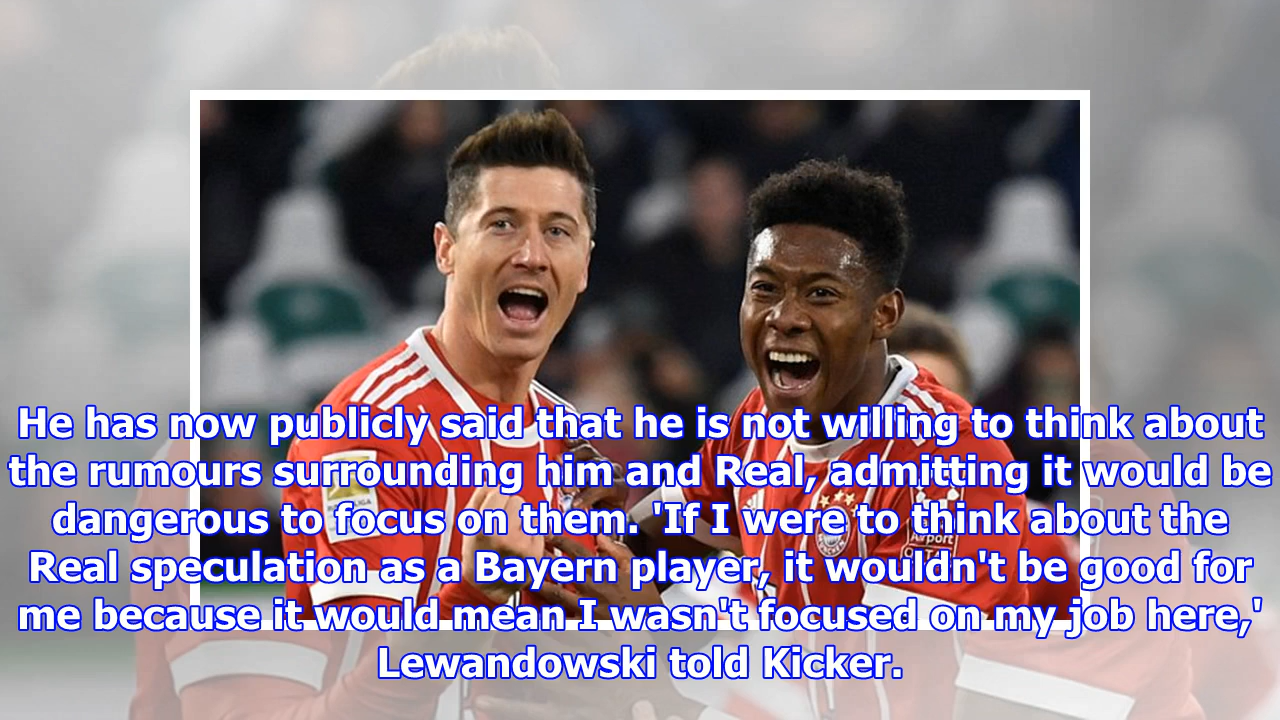 He has now publicly said that he is not willing to think about
the rumours surrounding him and Real, admitting it would be
dangerous to focus on them. 'If I were to think about the
Real speculation as a Bayern player, it wouldn't be good for
me because it would mean I wasn't focused on my job here,'
Lewandowski told Kicker.